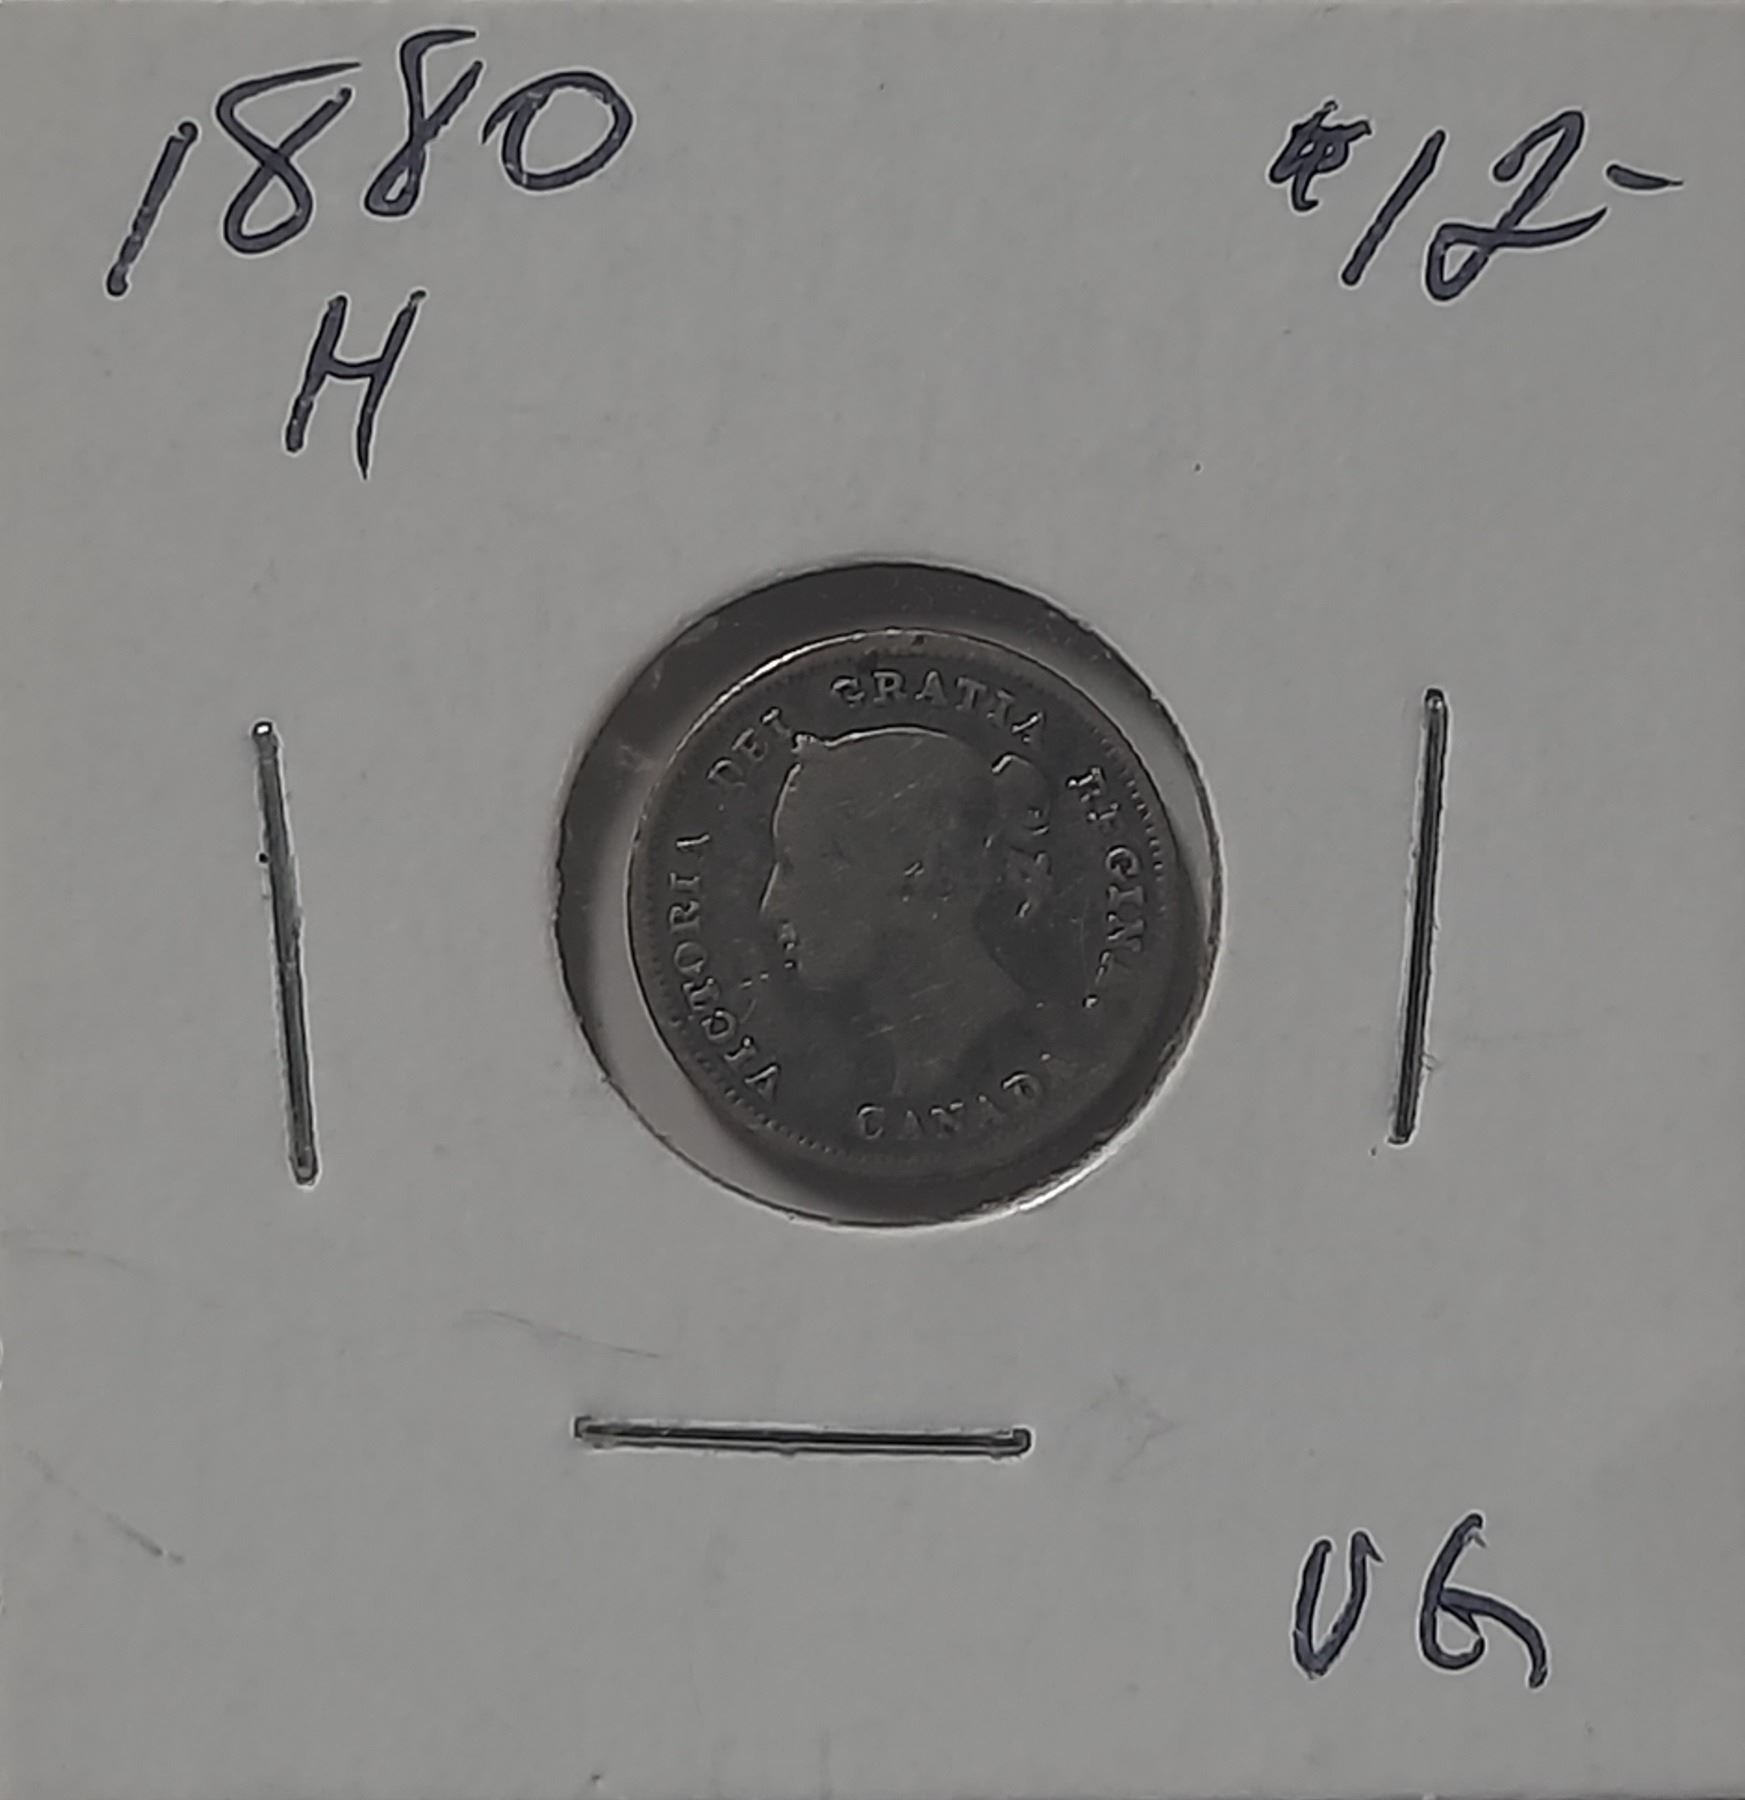 1880
H
$12-
VICTORIA DEI GRATIA REGINA.
CANADA
VG